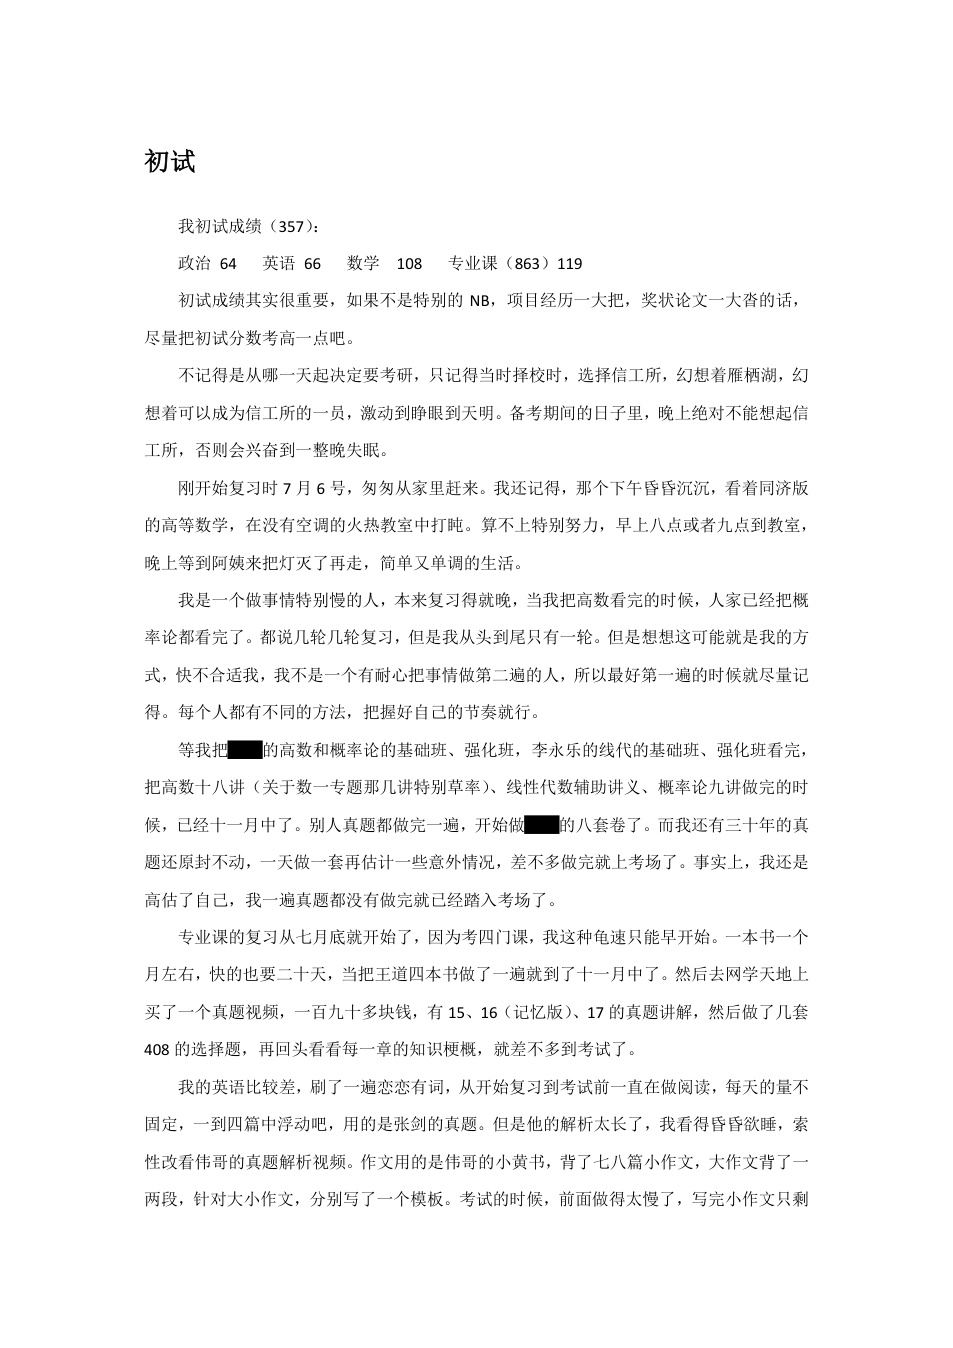 初试
我初试成绩（357）：
政治 64 英语 66 数学 108 专业课（863）119
初试成绩其实很重要，如果不是特别的 NB，项目经历一大把，奖状论文一大沓的话，
尽量把初试分数考高一点吧。
不记得是从哪一天起决定要考研，只记得当时择校时，选择信工所，幻想着雁栖湖，幻
想着可以成为信工所的一员，激动到睁眼到天明。备考期间的日子里，晚上绝对不能想起信
工所，否则会兴奋到一整晚失眠。
刚开始复习时 7 月 6 号，匆匆从家里赶来。我还记得，那个下午昏昏沉沉，看着同济版
的高等数学，在没有空调的火热教室中打盹。算不上特别努力，早上八点或者九点到教室，
晚上等到阿姨来把灯灭了再走，简单又单调的生活。
我是一个做事情特别慢的人，本来复习得就晚，当我把高数看完的时候，人家已经把概
率论都看完了。都说几轮几轮复习，但是我从头到尾只有一轮。但是想想这可能就是我的方
式，快不合适我，我不是一个有耐心把事情做第二遍的人，所以最好第一遍的时候就尽量记
得。每个人都有不同的方法，把握好自己的节奏就行。
等我把的高数和概率论的基础班、强化班，李永乐的线代的基础班、强化班看完，
把高数十八讲（关于数一专题那几讲特别草率）、线性代数辅助讲义、概率论九讲做完的时
候，已经十一月中了。别人真题都做完一遍，开始做的八套卷了。而我还有三十年的真
题还原封不动，一天做一套再估计一些意外情况，差不多做完就上考场了。事实上，我还是
高估了自己，我一遍真题都没有做完就已经踏入考场了。
专业课的复习从七月底就开始了，因为考四门课，我这种龟速只能早开始。一本书一个
月左右，快的也要二十天，当把王道四本书做了一遍就到了十一月中了。然后去网学天地上
买了一个真题视频，一百九十多块钱，有 15、16（记忆版）、17 的真题讲解，然后做了几套
408 的选择题，再回头看看每一章的知识梗概，就差不多到考试了。
我的英语比较差，刷了一遍恋恋有词，从开始复习到考试前一直在做阅读，每天的量不
固定，一到四篇中浮动吧，用的是张剑的真题。但是他的解析太长了，我看得昏昏欲睡，索
性改看伟哥的真题解析视频。作文用的是伟哥的小黄书，背了七八篇小作文，大作文背了一
两段，针对大小作文，分别写了一个模板。考试的时候，前面做得太慢了，写完小作文只剩